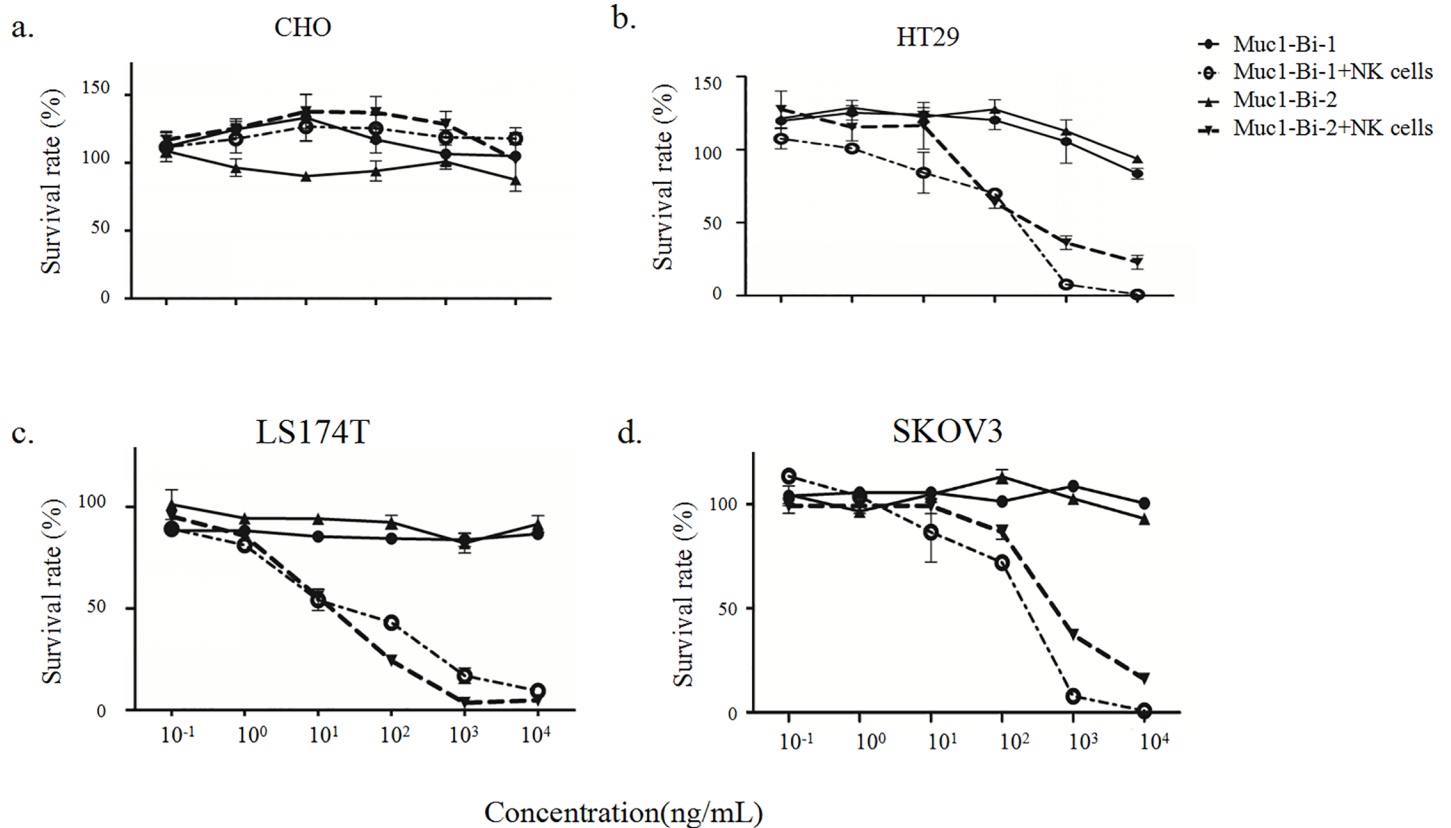 a.
CHO
Survival rate (%)
150
100
50
0
b.
HT29
Survival rate (%)
150
100
50
0
Muc1-Bi-1
Muc1-Bi-1+NK cells
Muc1-Bi-2
Muc1-Bi-2+NK cells
c.
LS174T
Survival rate (%)
100
50
0
10⁻¹ 10⁰ 10¹ 10² 10³ 10⁴
d.
SKOV3
Survival rate (%)
100
50
0
10⁻¹ 10⁰ 10¹ 10² 10³ 10⁴
Concentration(ng/mL)